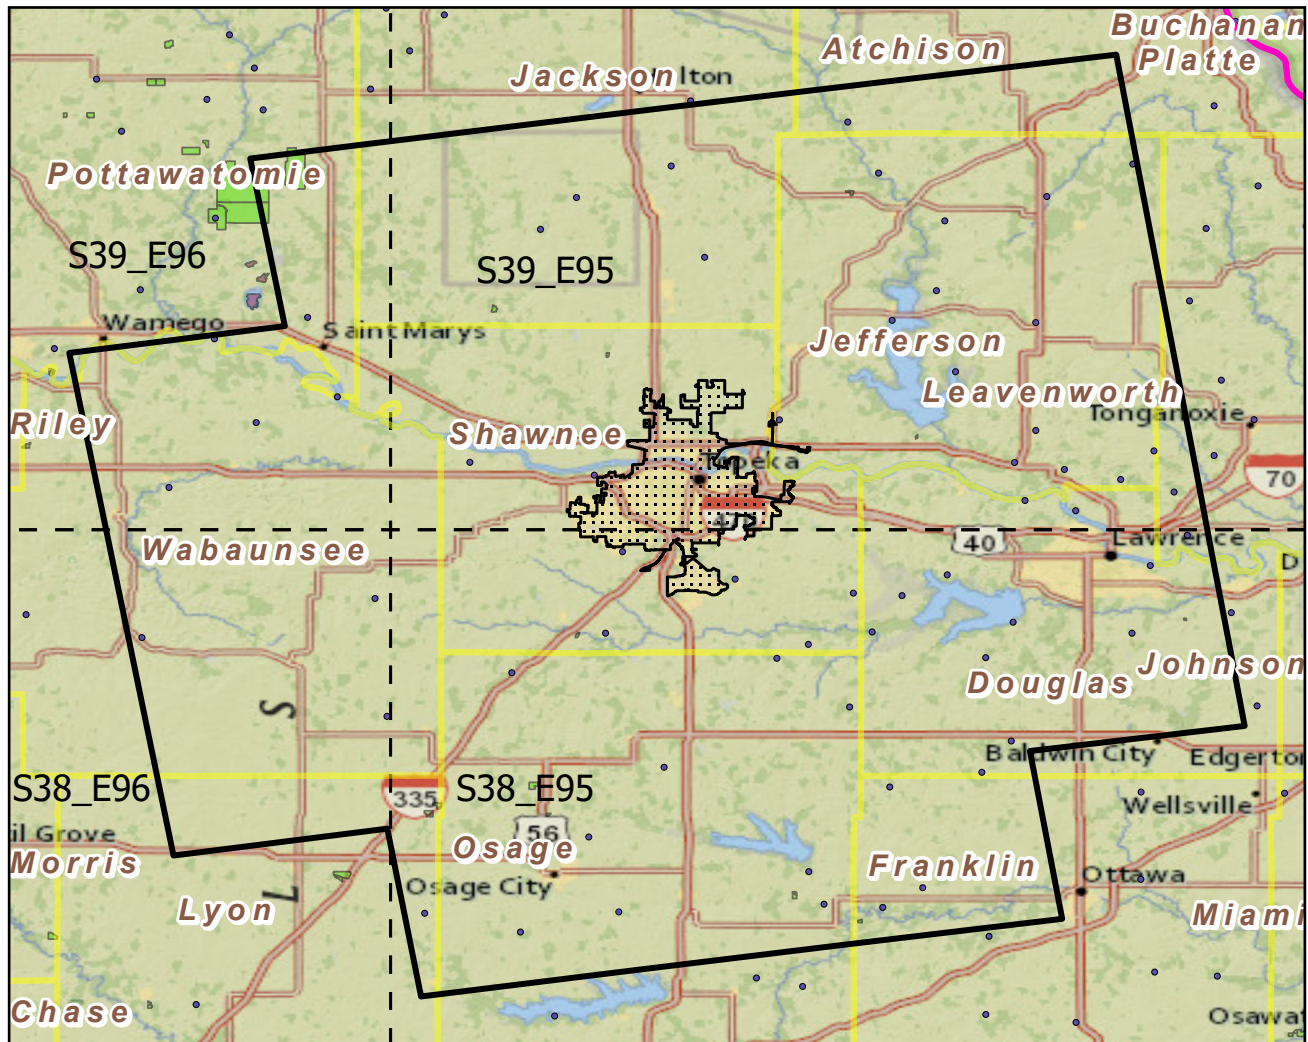 Buchanan
Atchison
Platte
Jackson
lton
Pottawatomie
S39_E96
S39_E95
Wamego
Saint Marys
Jefferson
Leavenworth
Tonganoxie
Riley
Shawnee
Topeka
70
Wabaunsee
40
Lawrence
D
S
Johnson
Douglas
Baldwin City
Edgerton
S38_E96
335
S38_E95
Wellsville
il Grove
56
Morris
Osage
Franklin
Ottawa
Osage City
L
Lyon
Miami
Chase
Osawat